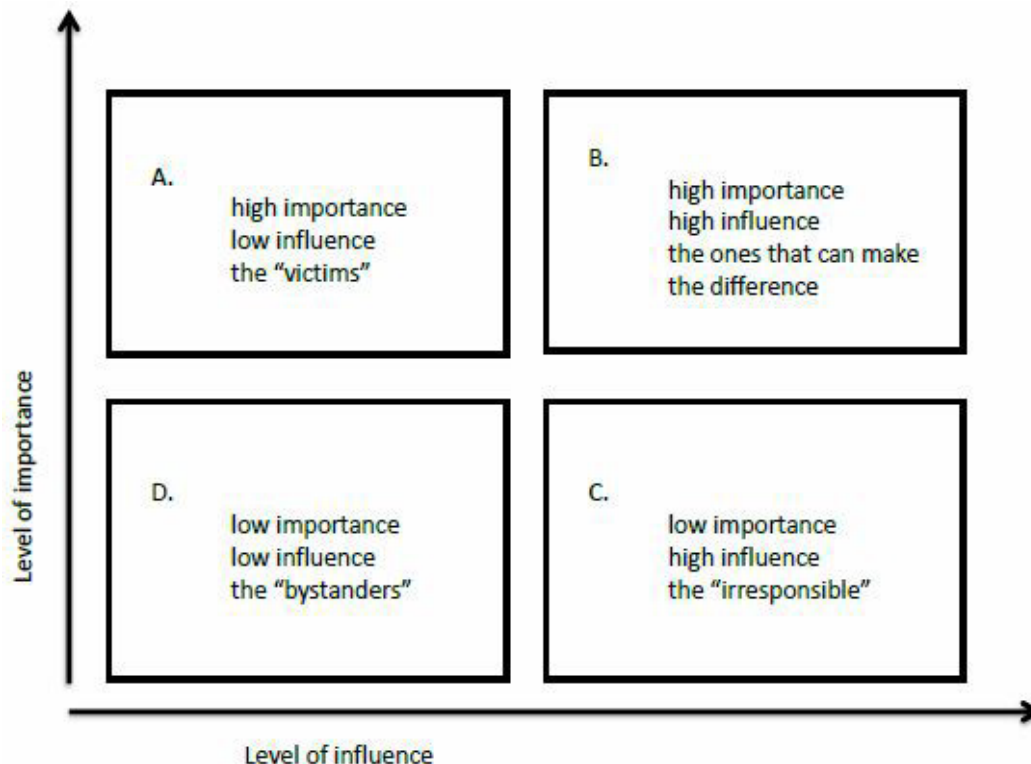 A.
high importance
low influence
the “victims”
B.
high importance
high influence
the ones that can make
the difference
D.
low importance
low influence
the “bystanders”
C.
low importance
high influence
the “irresponsible”
Level of importance
Level of influence